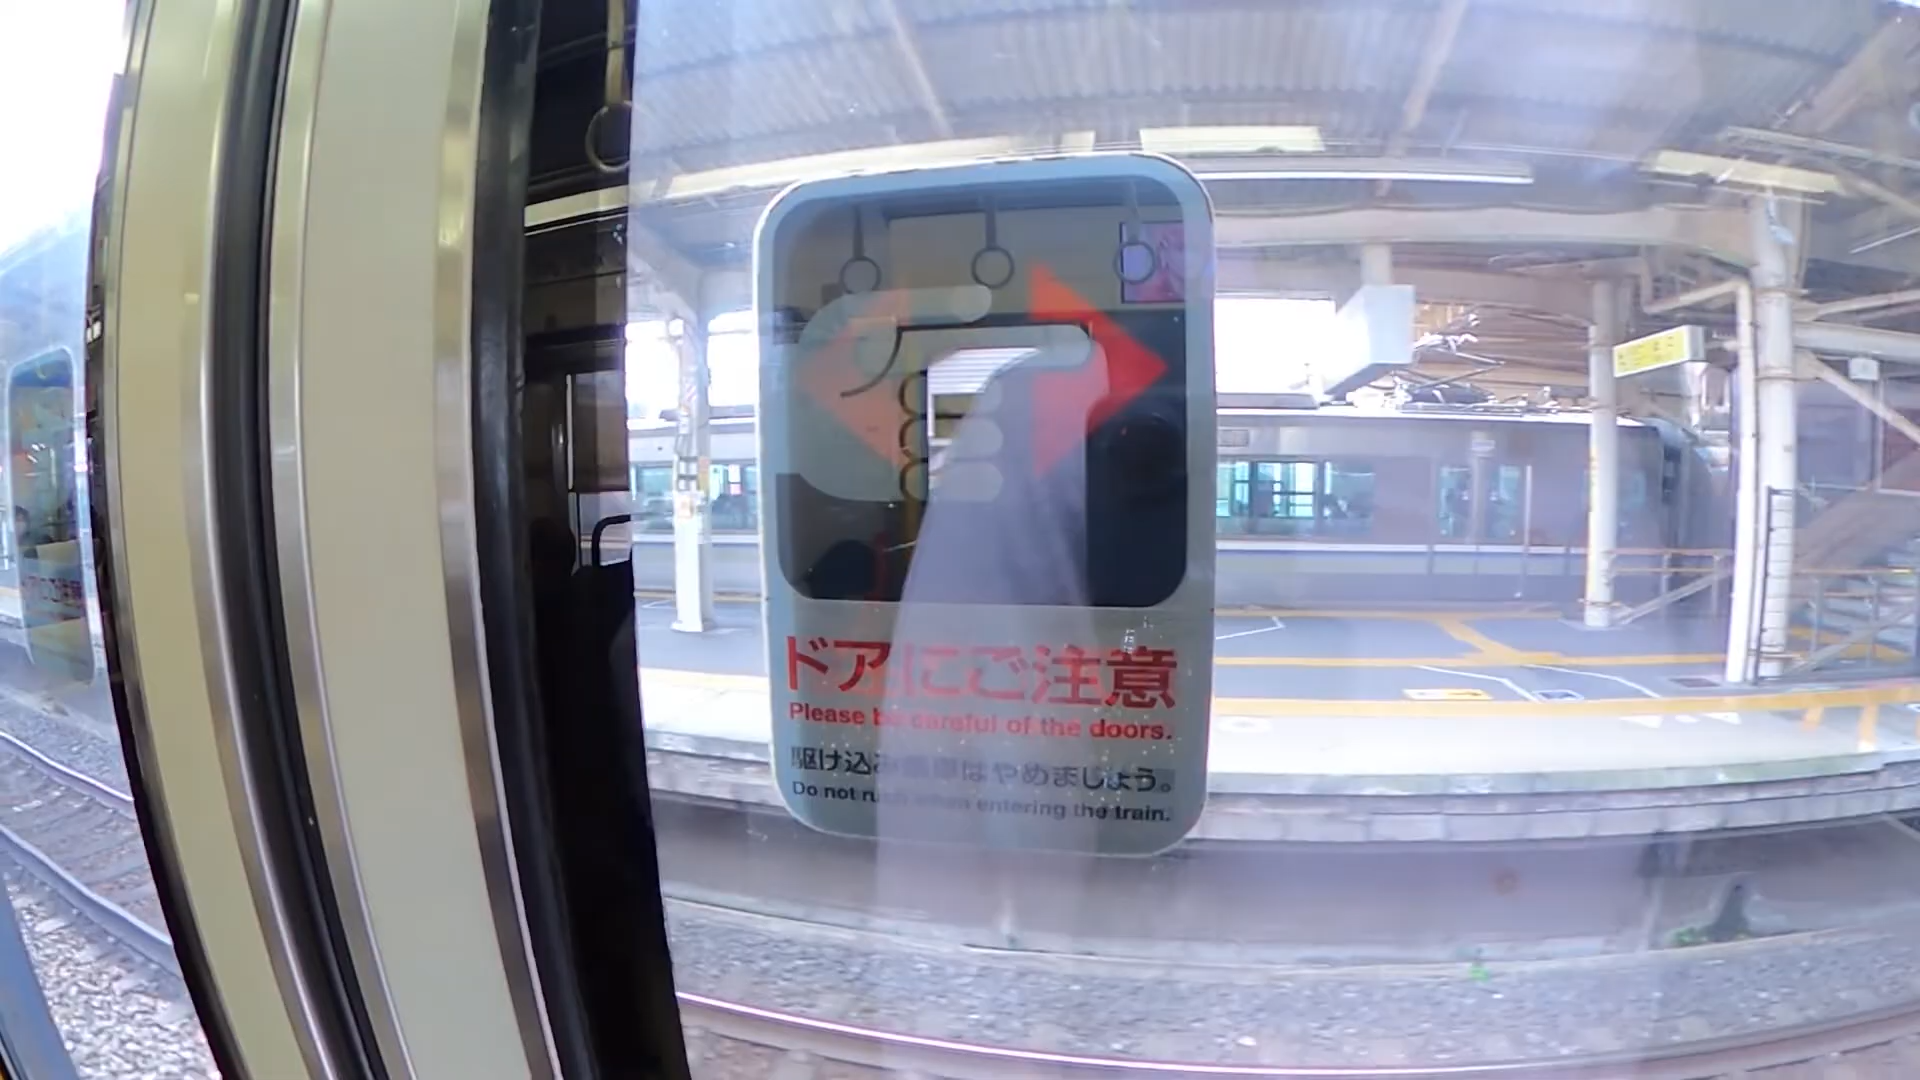 ドアにご注意
Please be careful of the doors.
駆け込み乗車はやめましょう。
Do not rush when entering the train.